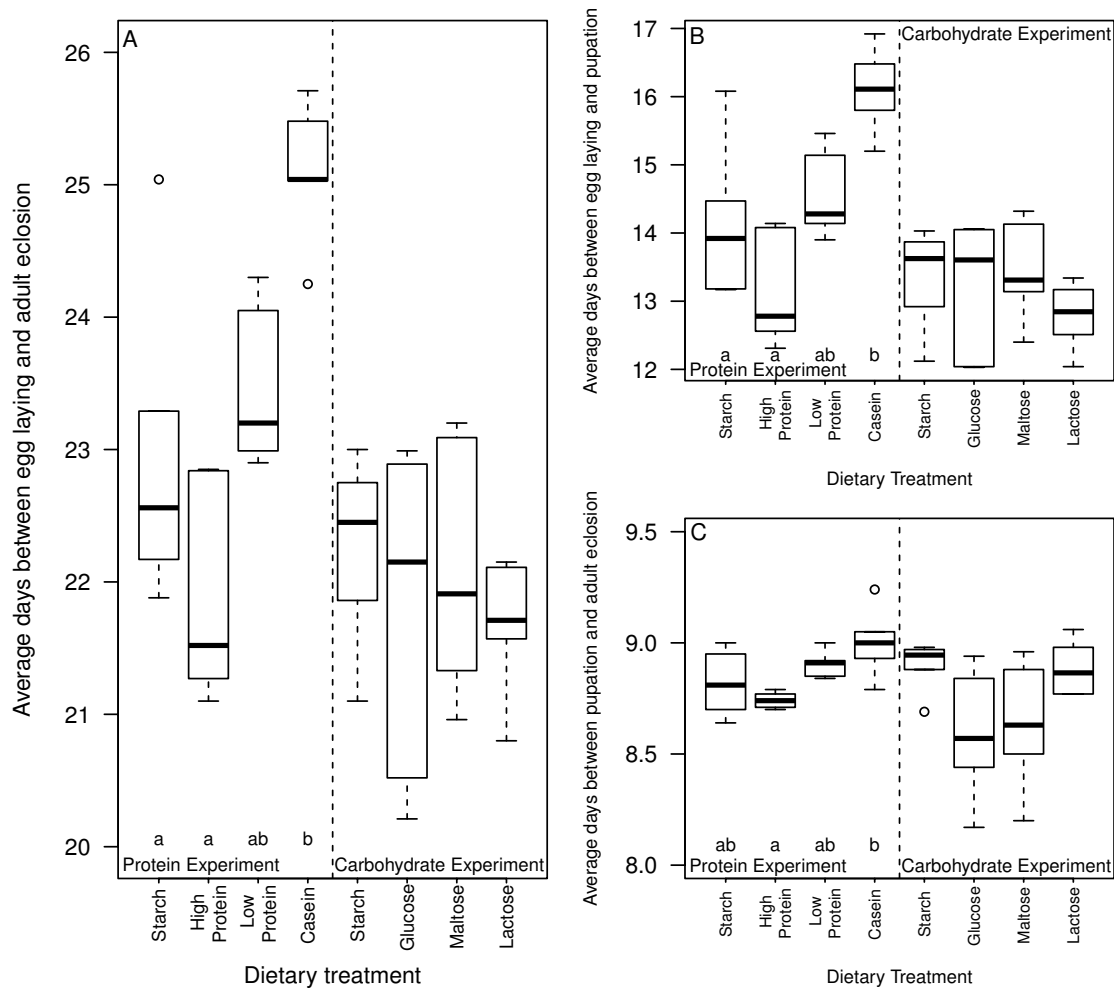 A
Average days between egg laying and adult eclosion
26
25
24
23
22
21
20
a a ab b
Protein Experiment
Carbohydrate Experiment
Starch
High
Protein
Low
Protein
Casein
Starch
Glucose
Maltose
Lactose
Dietary treatment
B
Carbohydrate Experiment
Average days between egg laying and pupation
17
16
15
14
13
12
a a ab b
Protein Experiment
Starch
High
Protein
Low
Protein
Casein
Starch
Glucose
Maltose
Lactose
Dietary Treatment
C
Average days between pupation and adult eclosion
9.5
9.0
8.5
8.0
ab a ab b
Protein Experiment
Carbohydrate Experiment
Starch
High
Protein
Low
Protein
Casein
Starch
Glucose
Maltose
Lactose
Dietary Treatment